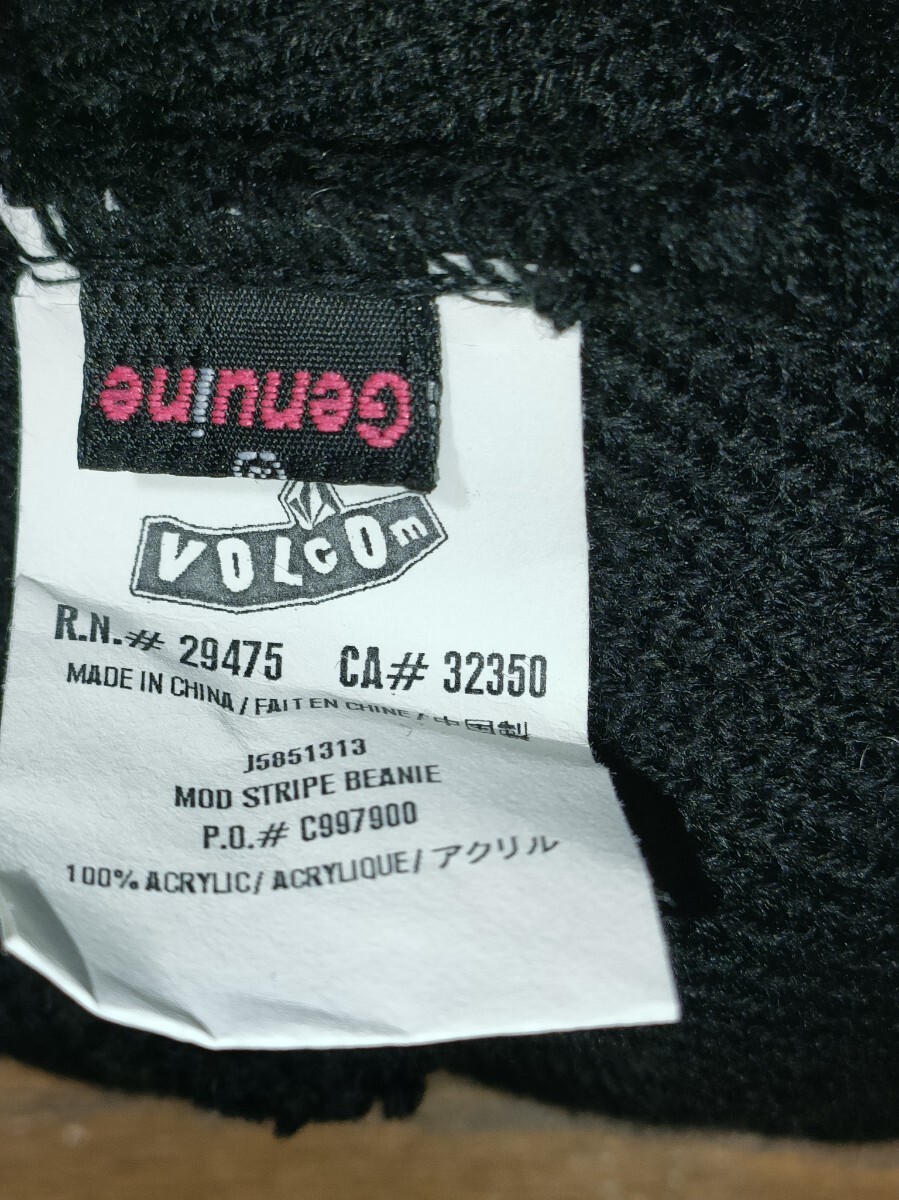 Genuine
VOLCOM
R.N.# 29475 CA# 32350
MADE IN CHINA / FAIT EN CHINE / 中国製
J5851313
MOD STRIPE BEANIE
P.O.# C997900
100% ACRYLIC/ ACRYLIQUE/ アクリル